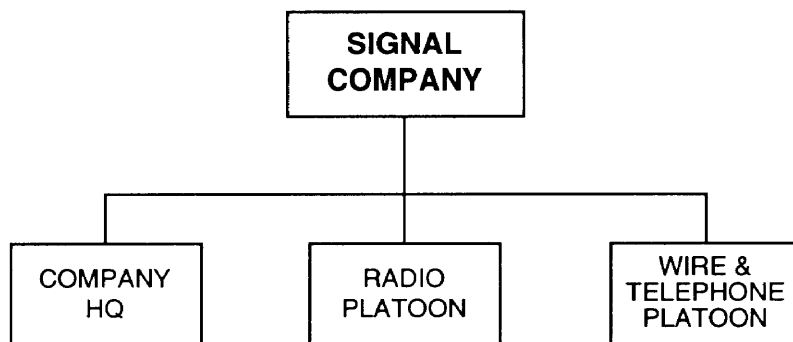 SIGNAL
COMPANY
COMPANY
HQ
RADIO
PLATOON
WIRE &
TELEPHONE
PLATOON